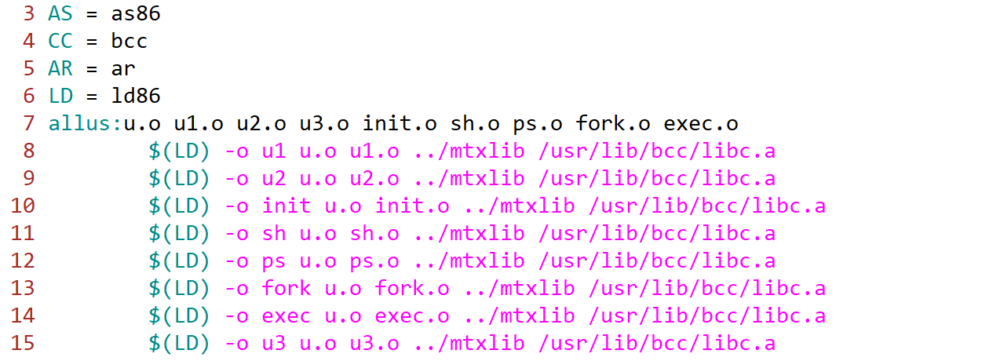 3 AS = as86
4 CC = bcc
5 AR = ar
6 LD = ld86
7 allus:u.o u1.o u2.o u3.o init.o sh.o ps.o fork.o exec.o
8 $(LD) -o u1 u.o u1.o ../mtxlib /usr/lib/bcc/libc.a
9 $(LD) -o u2 u.o u2.o ../mtxlib /usr/lib/bcc/libc.a
10 $(LD) -o init u.o init.o ../mtxlib /usr/lib/bcc/libc.a
11 $(LD) -o sh u.o sh.o ../mtxlib /usr/lib/bcc/libc.a
12 $(LD) -o ps u.o ps.o ../mtxlib /usr/lib/bcc/libc.a
13 $(LD) -o fork u.o fork.o ../mtxlib /usr/lib/bcc/libc.a
14 $(LD) -o exec u.o exec.o ../mtxlib /usr/lib/bcc/libc.a
15 $(LD) -o u3 u.o u3.o ../mtxlib /usr/lib/bcc/libc.a